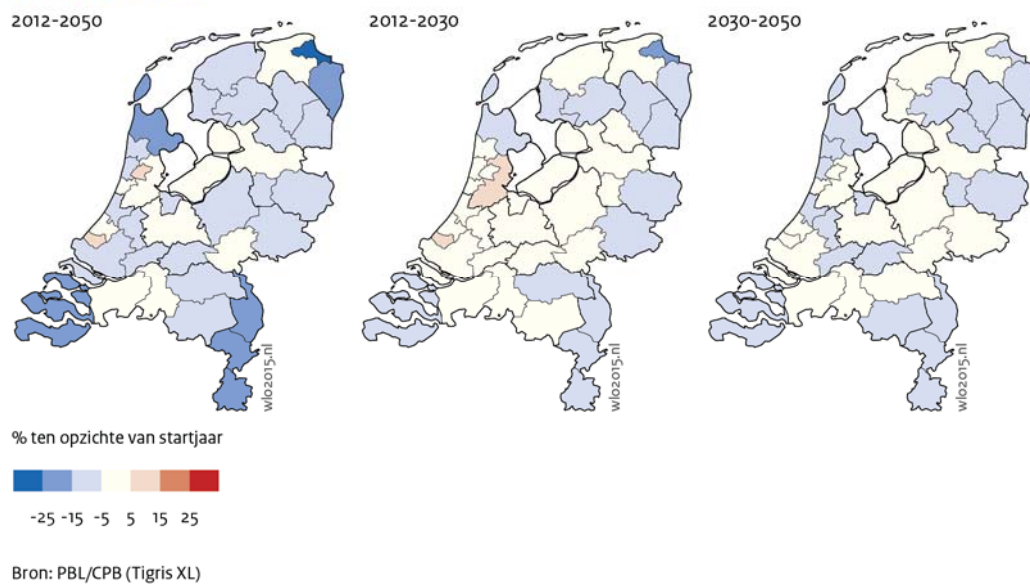 2012-2050
2012-2030
2030-2050
wlo2015.nl
wlo2015.nl
wlo2015.nl
% ten opzichte van startjaar
-25 -15 -5 5 15 25
Bron: PBL/CPB (Tigris XL)